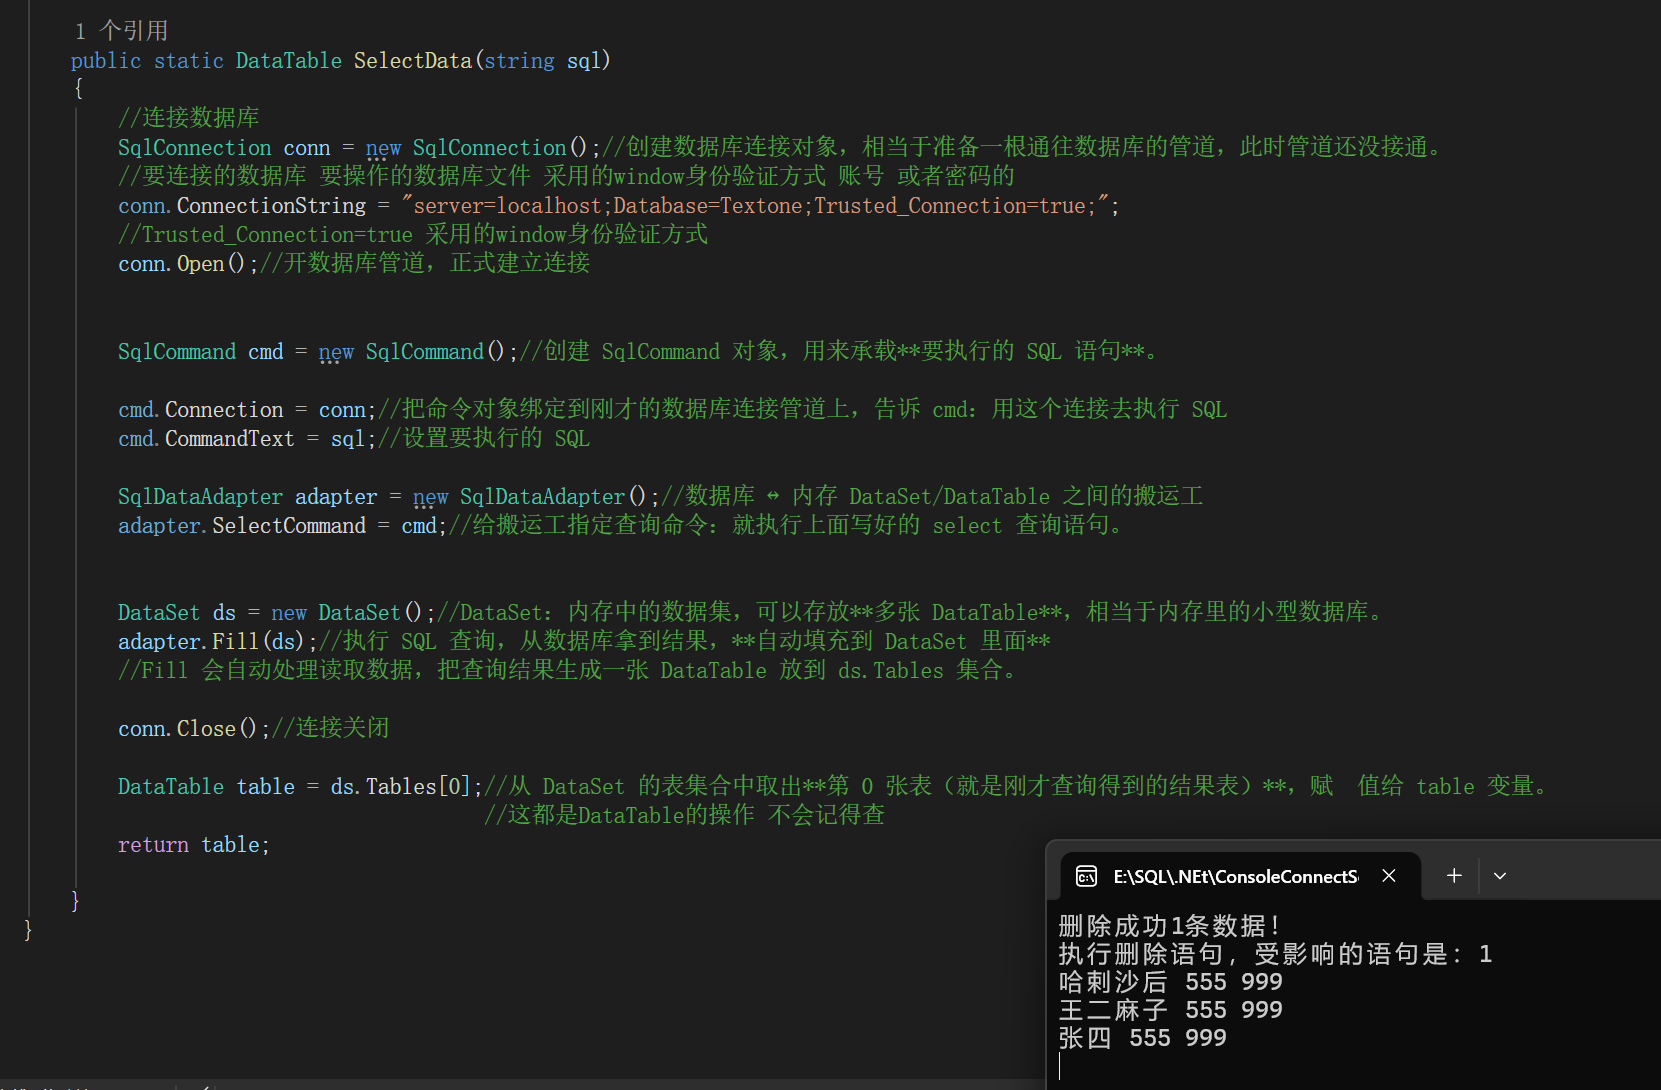 1 个引用
public static DataTable SelectData(string sql)
{
//连接数据库
SqlConnection conn = new SqlConnection();//创建数据库连接对象，相当于准备一根通往数据库的管道，此时管道还没接通。
//要连接的数据库 要操作的数据库文件 采用的window身份验证方式 账号 或者密码的
conn.ConnectionString = "server=localhost;Database=Textone;Trusted_Connection=true;";
//Trusted_Connection=true 采用的window身份验证方式
conn.Open();//开数据库管道，正式建立连接
SqlCommand cmd = new SqlCommand();//创建 SqlCommand 对象，用来承载**要执行的 SQL 语句**。
cmd.Connection = conn;//把命令对象绑定到刚才的数据库连接管道上，告诉 cmd：用这个连接去执行 SQL
cmd.CommandText = sql;//设置要执行的 SQL
SqlDataAdapter adapter = new SqlDataAdapter();//数据库 ↔ 内存 DataSet/DataTable 之间的搬运工
adapter.SelectCommand = cmd;//给搬运工指定查询命令：就执行上面写好的 select 查询语句。
DataSet ds = new DataSet();//DataSet：内存中的数据集，可以存放**多张 DataTable**，相当于内存里的小型数据库。
adapter.Fill(ds);//执行 SQL 查询，从数据库拿到结果，**自动填充到 DataSet 里面**
//Fill 会自动处理读取数据，把查询结果生成一张 DataTable 放到 ds.Tables 集合。
conn.Close();//连接关闭
DataTable table = ds.Tables[0];//从 DataSet 的表集合中取出**第 0 张表（就是刚才查询得到的结果表）**，赋  值给 table 变量。
//这都是DataTable的操作 不会记得查
return table;
}
}
E:\SQL\.NEt\ConsoleConnectS
删除成功1条数据！
执行删除语句，受影响的语句是：1
哈剌沙后 555 999
王二麻子 555 999
张四 555 999